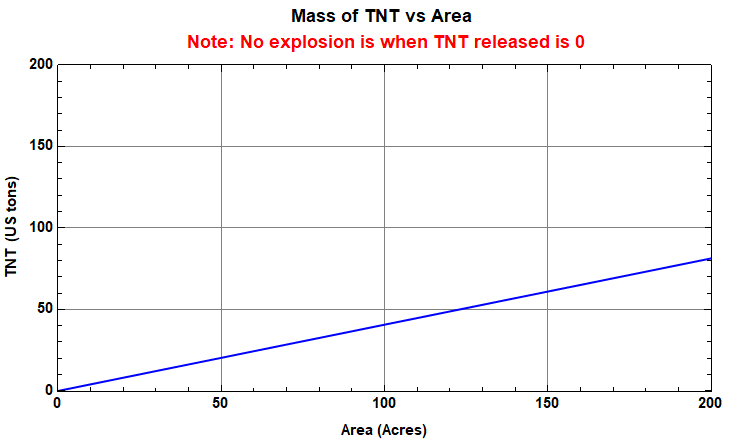 Mass of TNT vs Area
Note: No explosion is when TNT released is 0
200
150
100
50
0
TNT (US tons)
0 50 100 150 200
Area (Acres)